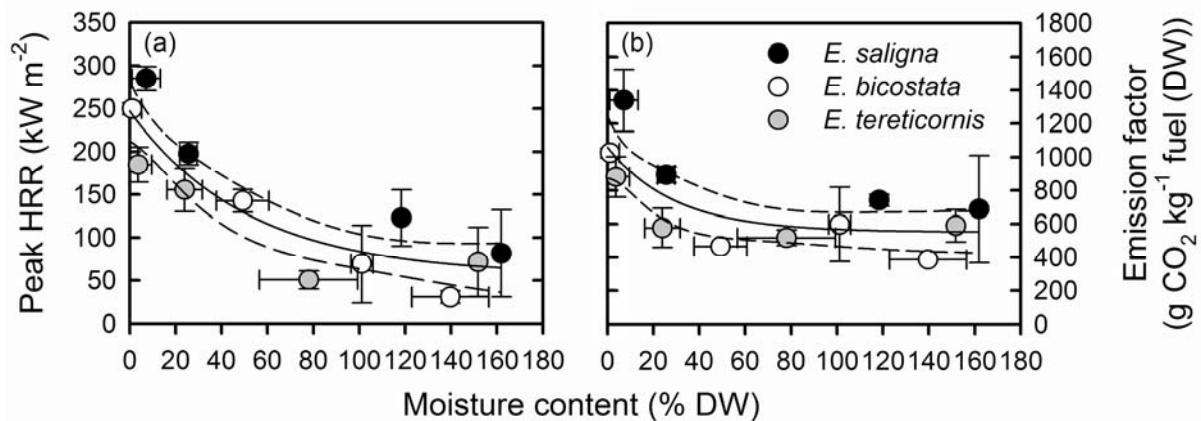 Peak HRR (kW m⁻²)
350
300
250
200
150
100
50
0
(a)
0 20 40 60 80 100 120 140 160 180
(b)
E. saligna
E. bicostata
E. tereticornis
0 20 40 60 80 100 120 140 160 180
1800
1600
1400
1200
1000
800
600
400
200
0
Emission factor
(g CO₂ kg⁻¹ fuel (DW))
Moisture content (% DW)